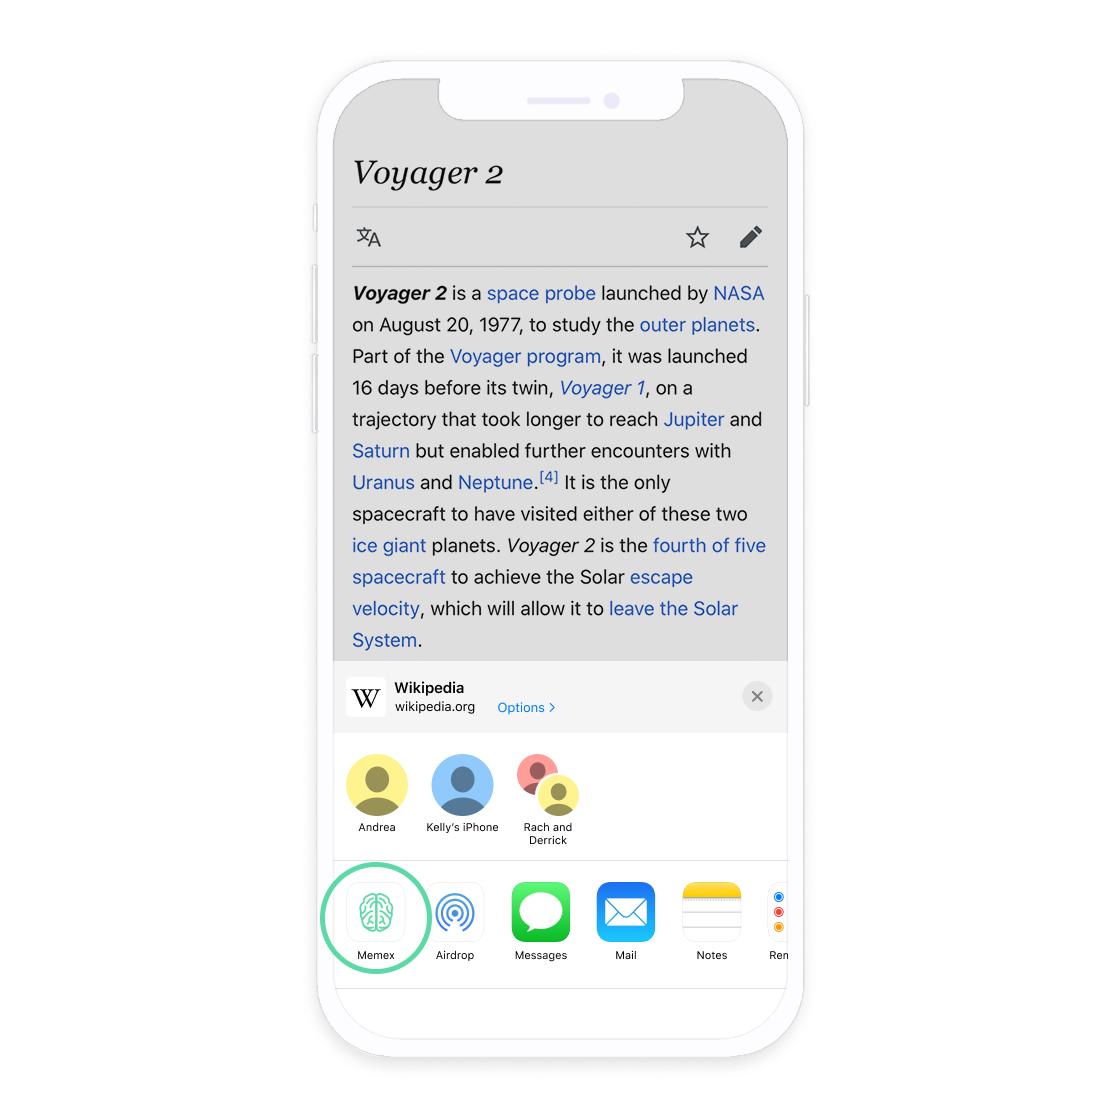 Voyager 2
文A
Voyager 2 is a space probe launched by NASA
on August 20, 1977, to study the outer planets.
Part of the Voyager program, it was launched
16 days before its twin, Voyager 1, on a
trajectory that took longer to reach Jupiter and
Saturn but enabled further encounters with
Uranus and Neptune.[4] It is the only
spacecraft to have visited either of these two
ice giant planets. Voyager 2 is the fourth of five
spacecraft to achieve the Solar escape
velocity, which will allow it to leave the Solar
System.
W
Wikipedia
wikipedia.org Options >
Andrea
Kelly's iPhone
Rach and
Derrick
Memex
Airdrop
Messages
Mail
Notes
Ren